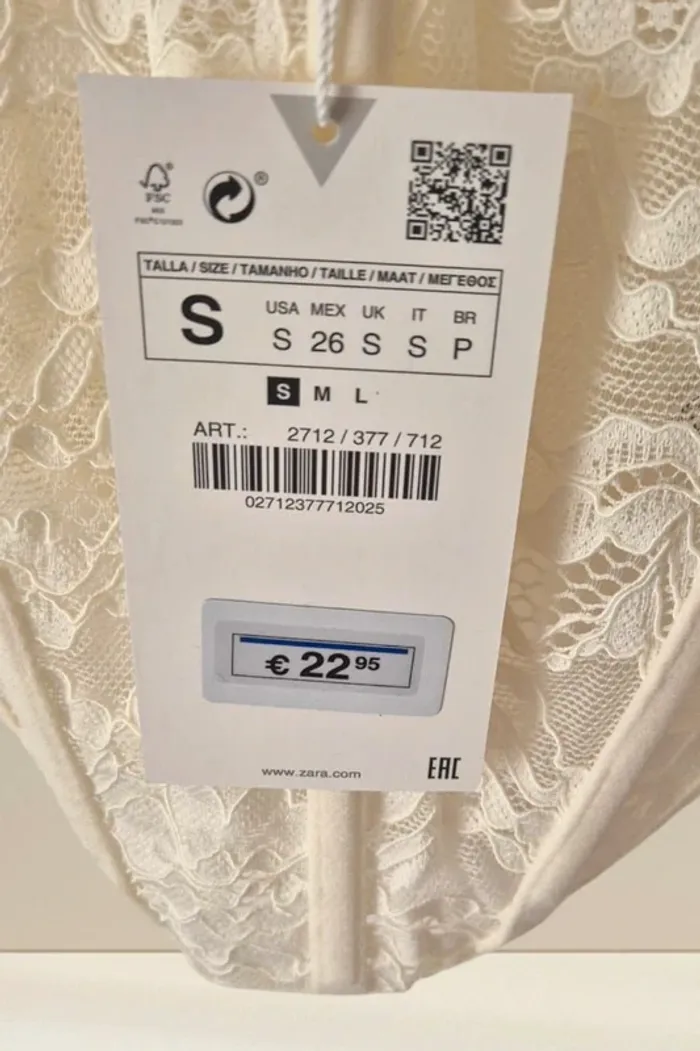 FSC
TALLA / SIZE / TAMANHO / TAILLE / MAAT / ΜΕΓΕΘΟΣ
S
USA MEX UK IT BR
S 26 S S P
S M L
ART.: 2712 / 377 / 712
02712377712025
€ 22 95
www.zara.com
EAC